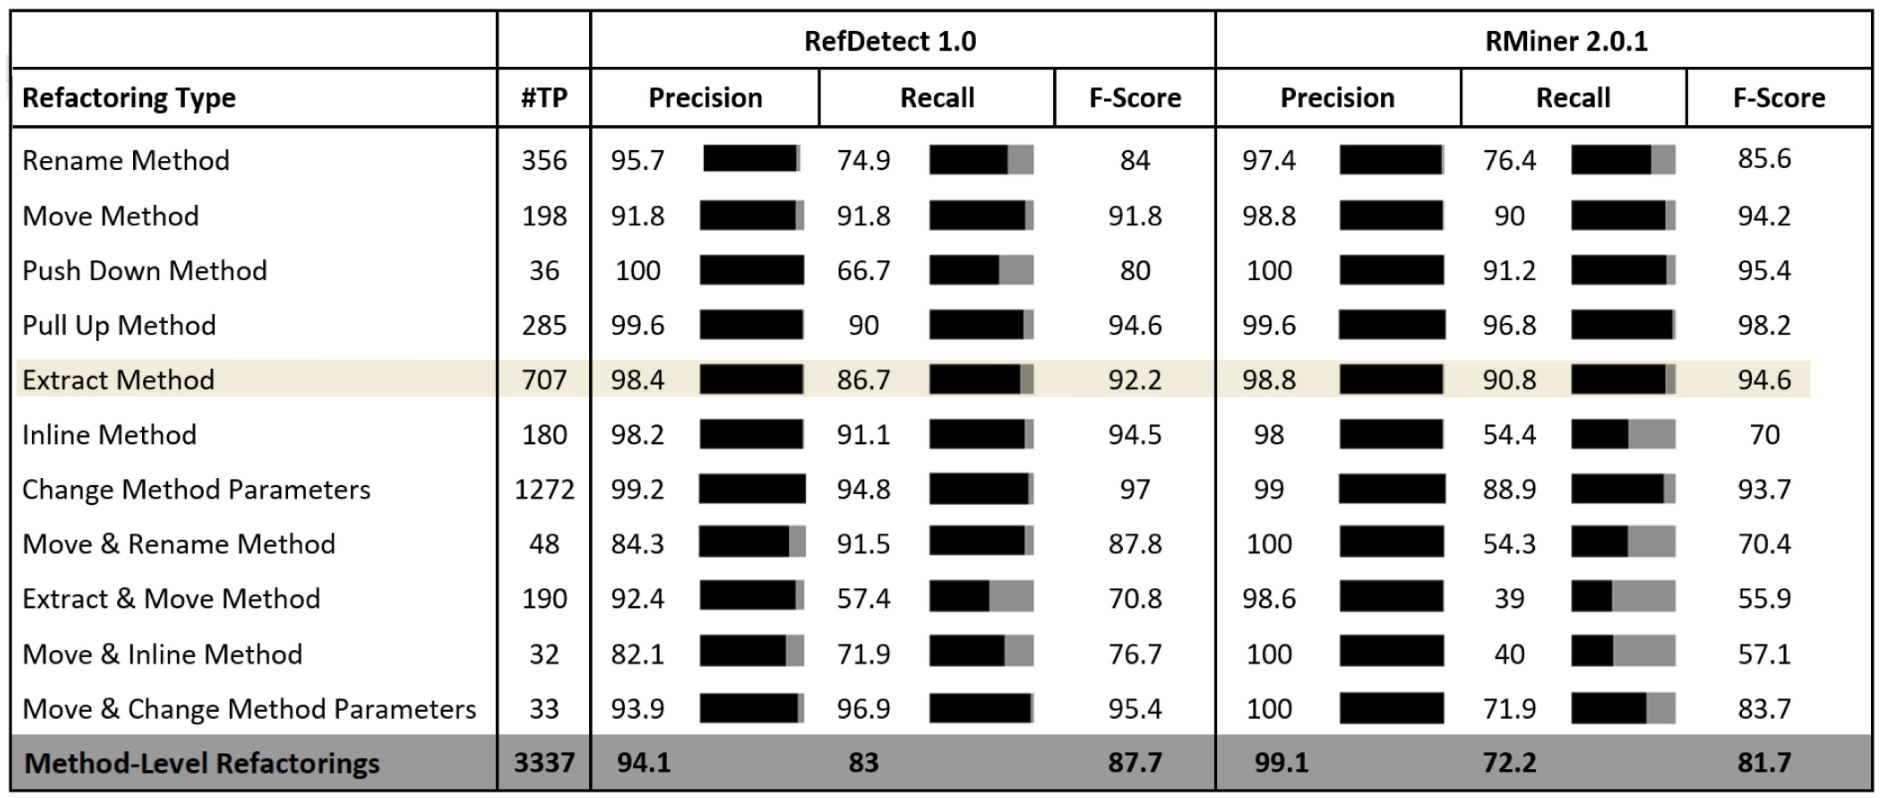 RefDetect 1.0 RMiner 2.0.1
Refactoring Type #TP Precision Recall F-Score Precision Recall F-Score
Rename Method 356 95.7 74.9 84 97.4 76.4 85.6
Move Method 198 91.8 91.8 91.8 98.8 90 94.2
Push Down Method 36 100 66.7 80 100 91.2 95.4
Pull Up Method 285 99.6 90 94.6 99.6 96.8 98.2
Extract Method 707 98.4 86.7 92.2 98.8 90.8 94.6
Inline Method 180 98.2 91.1 94.5 98 54.4 70
Change Method Parameters 1272 99.2 94.8 97 99 88.9 93.7
Move & Rename Method 48 84.3 91.5 87.8 100 54.3 70.4
Extract & Move Method 190 92.4 57.4 70.8 98.6 39 55.9
Move & Inline Method 32 82.1 71.9 76.7 100 40 57.1
Move & Change Method Parameters 33 93.9 96.9 95.4 100 71.9 83.7
Method-Level Refactorings 3337 94.1 83 87.7 99.1 72.2 81.7